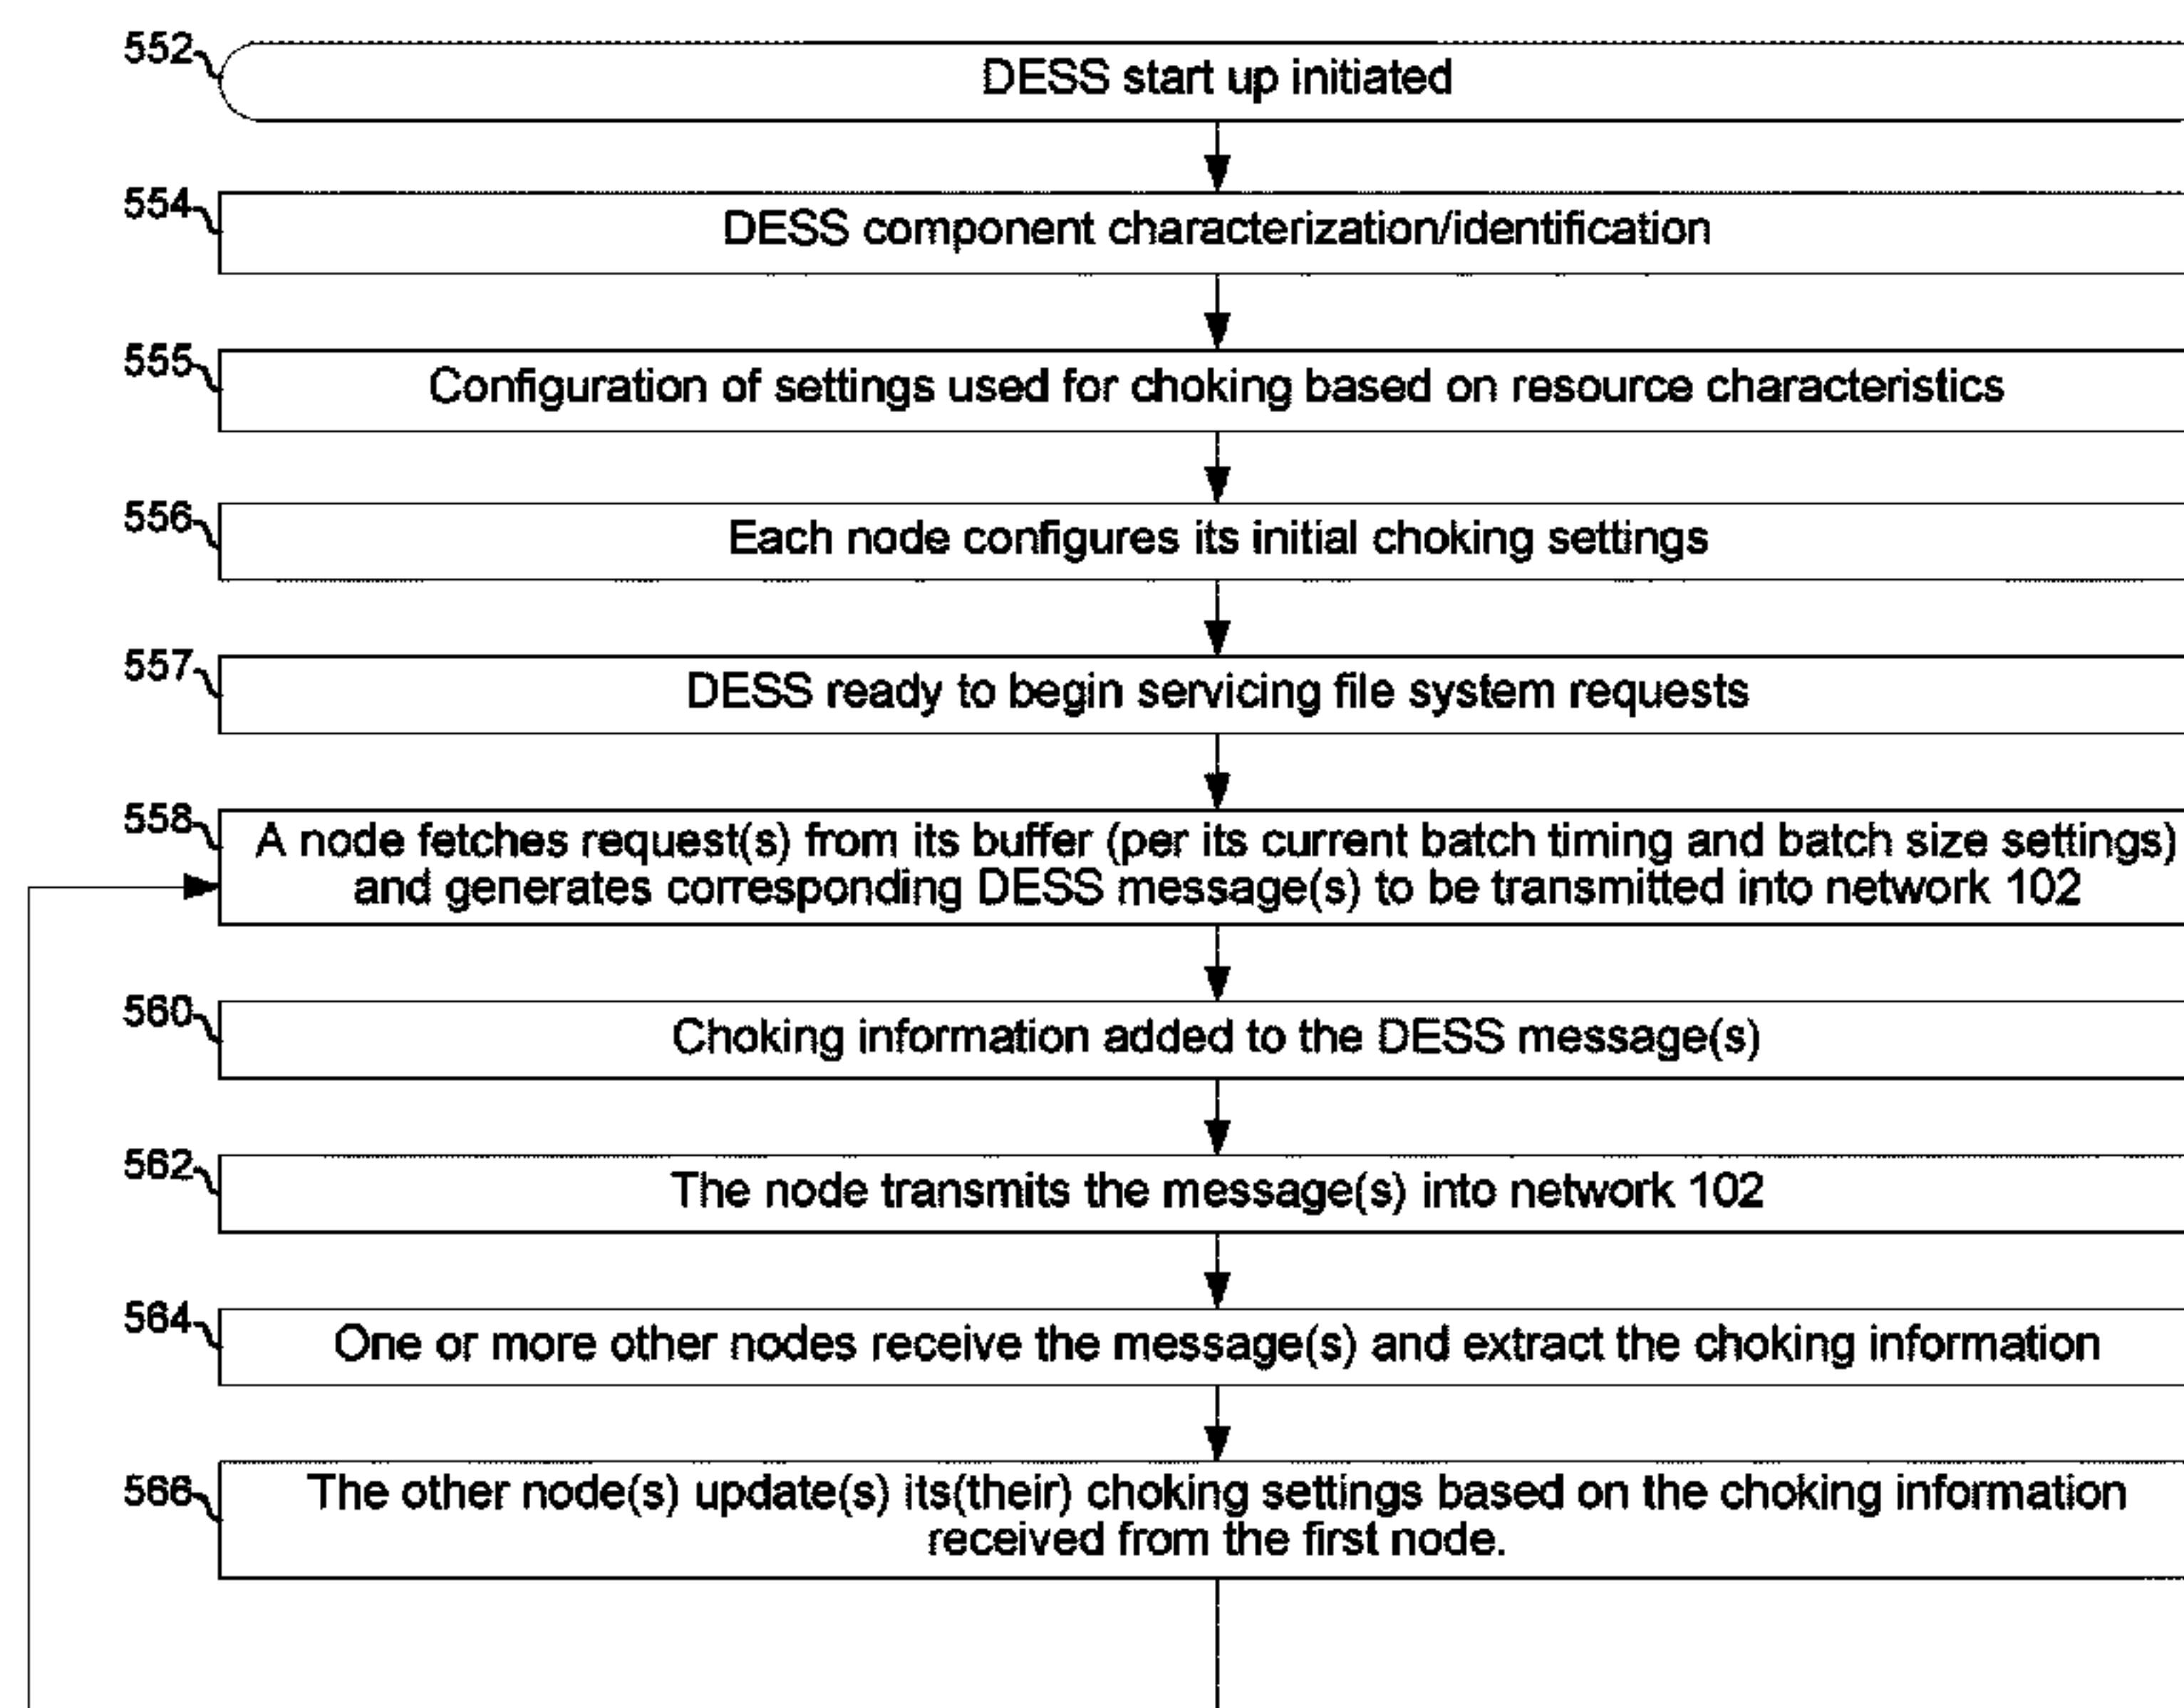 552
DESS start up initiated
554
DESS component characterization/identification
555
Configuration of settings used for choking based on resource characteristics
556
Each node configures its initial choking settings
557
DESS ready to begin servicing file system requests
558
A node fetches request(s) from its buffer (per its current batch timing and batch size settings)
and generates corresponding DESS message(s) to be transmitted into network 102
560
Choking information added to the DESS message(s)
562
The node transmits the message(s) into network 102
564
One or more other nodes receive the message(s) and extract the choking information
566
The other node(s) update(s) its(their) choking settings based on the choking information
received from the first node.